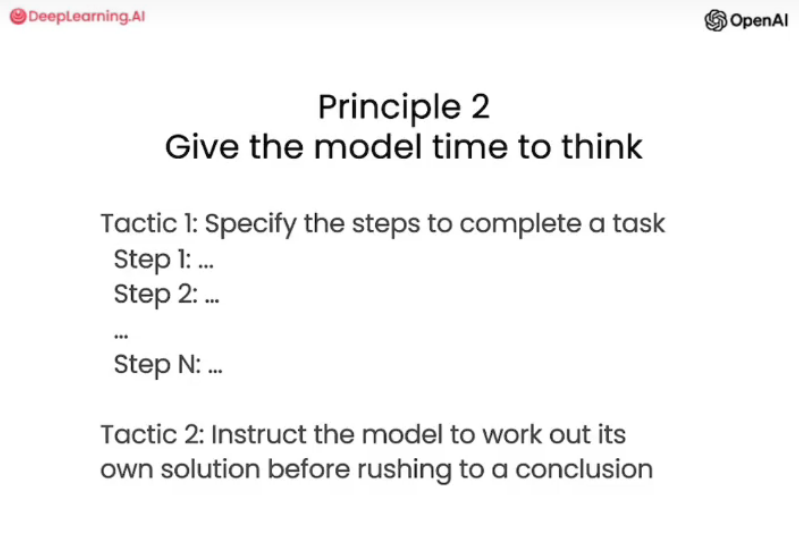 DeepLearning.AI
OpenAI
Principle 2
Give the model time to think
Tactic 1: Specify the steps to complete a task
Step 1: ...
Step 2: ...
...
Step N: ...
Tactic 2: Instruct the model to work out its
own solution before rushing to a conclusion